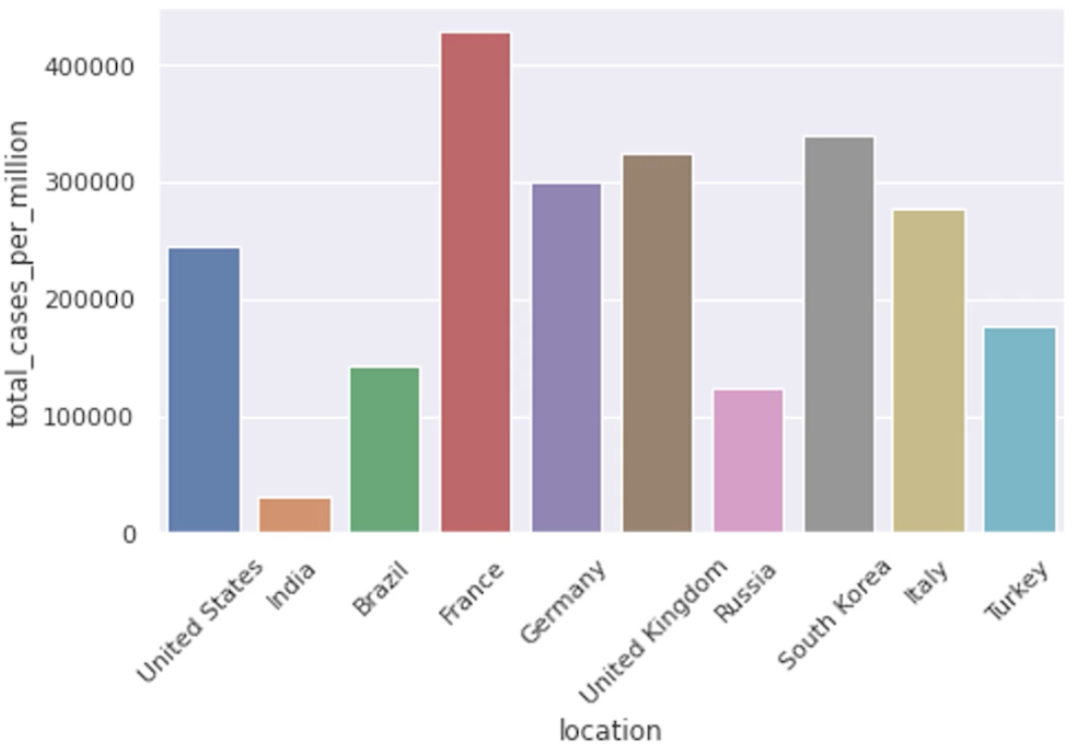 total_cases_per_million
400000
300000
200000
100000
0
United States
India
Brazil
France
Germany
United Kingdom
Russia
South Korea
Italy
Turkey
location